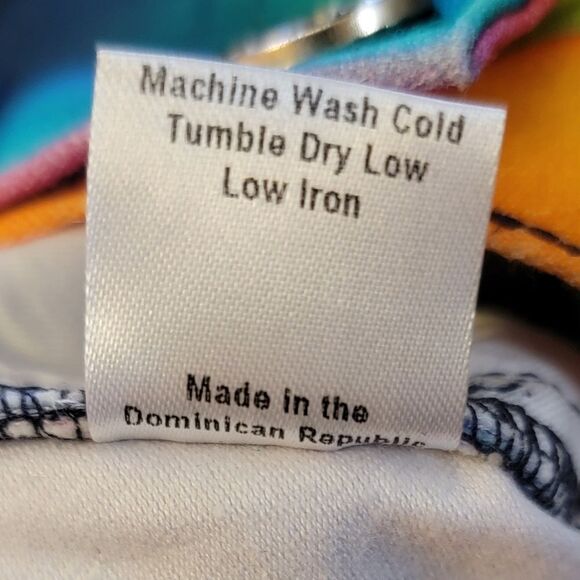 Machine Wash Cold
Tumble Dry Low
Low Iron
Made in the
Dominican Republic